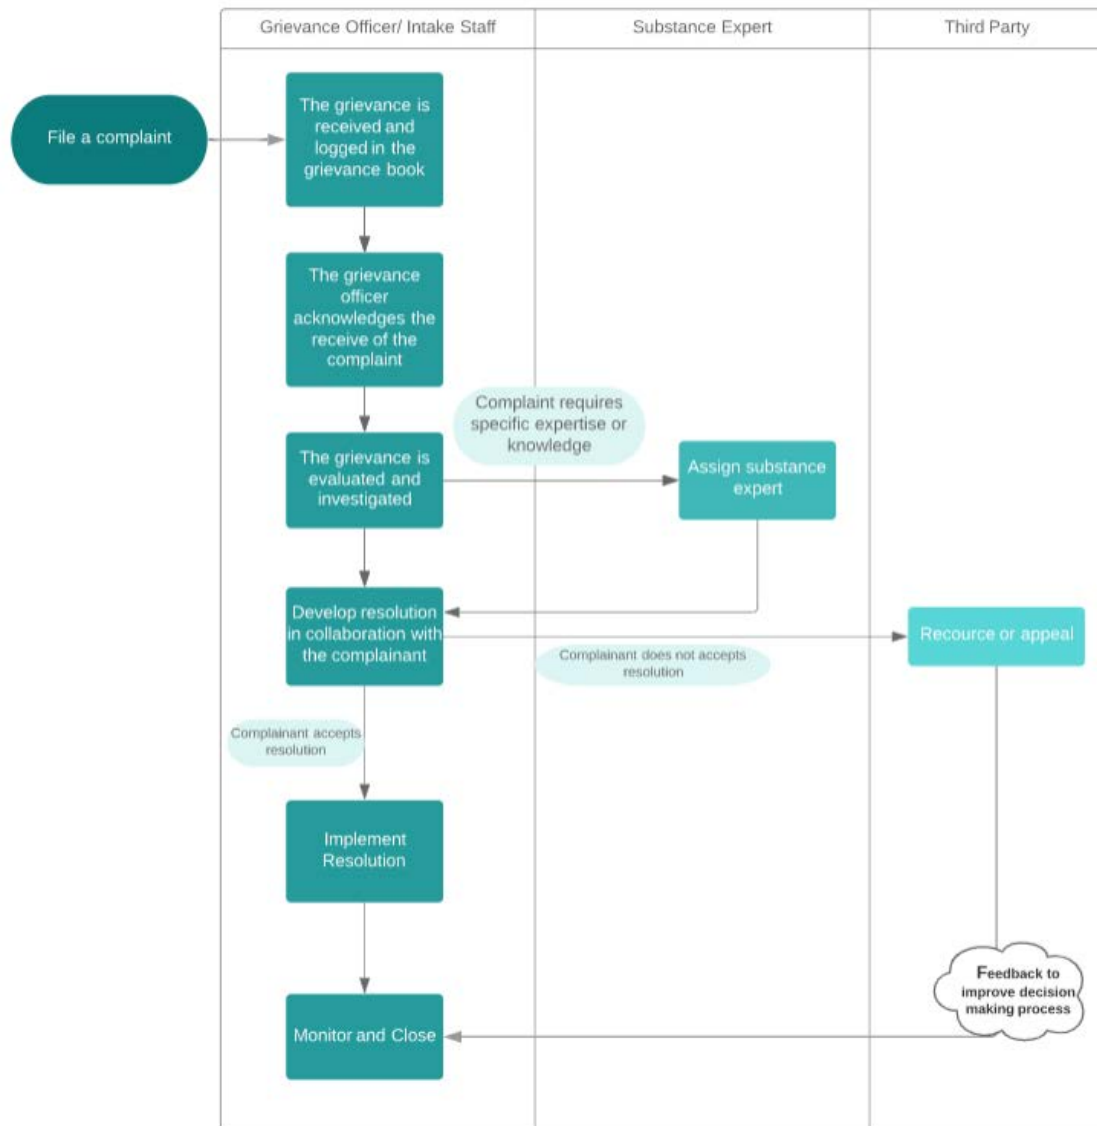 Grievance Officer/ Intake Staff
Substance Expert
Third Party
File a complaint
The grievance is
received and
logged in the
grievance book
The grievance
officer
acknowledges the
receive of the
complaint
Complaint requires
specific expertise or
knowledge
The grievance is
evaluated and
investigated
Assign substance
expert
Develop resolution
in collaboration with
the complainant
Complainant does not accepts
resolution
Recource or appeal
Complainant accepts
resolution
Implement
Resolution
Feedback to
improve decision
making process
Monitor and Close